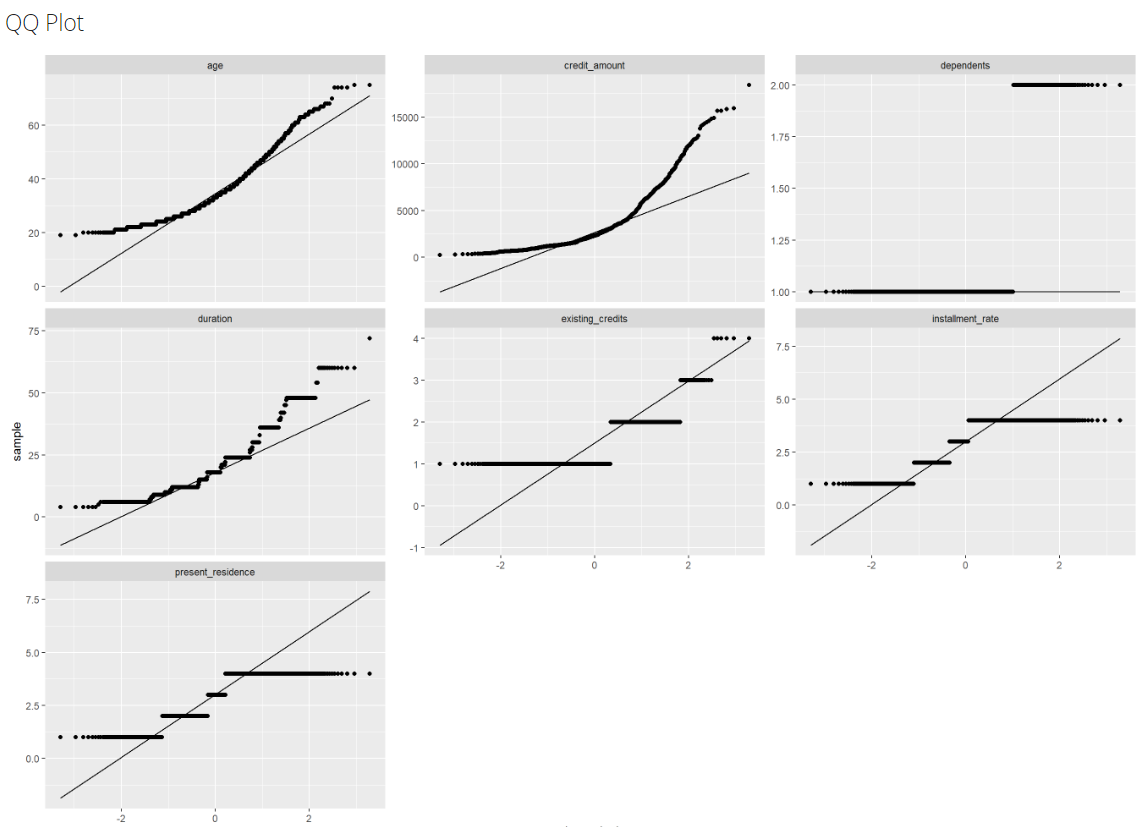 QQ Plot
age
credit_amount
dependents
60
40
20
0
15000
10000
5000
0
2.00
1.75
1.50
1.25
1.00
duration
existing_credits
installment_rate
75
50
25
0
4
3
2
1
0
-1
7.5
5.0
2.5
0.0
sample
-2 0 2
-2 0 2
present_residence
7.5
5.0
2.5
0.0
-2 0 2